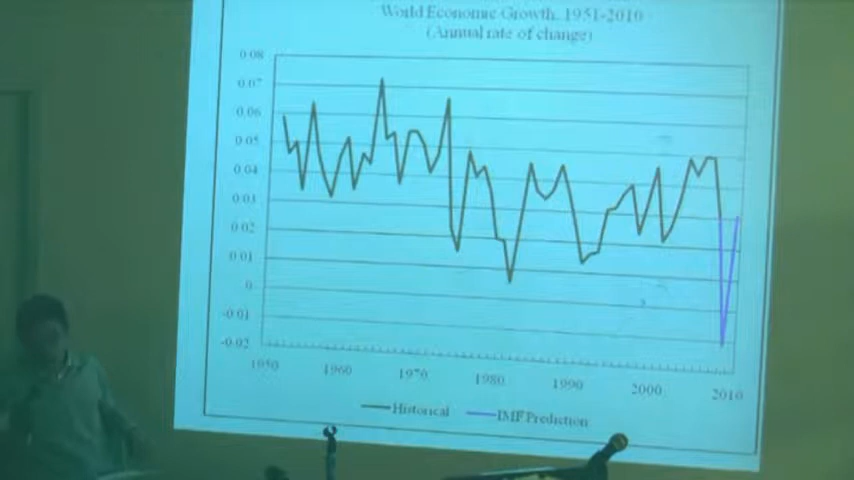 World Economic Growth, 1951-2010
(Annual rate of change)
0.08
0.07
0.06
0.05
0.04
0.03
0.02
0.01
0
-0.01
-0.02
1950 1960 1970 1980 1990 2000 2010
Historical IMF Prediction